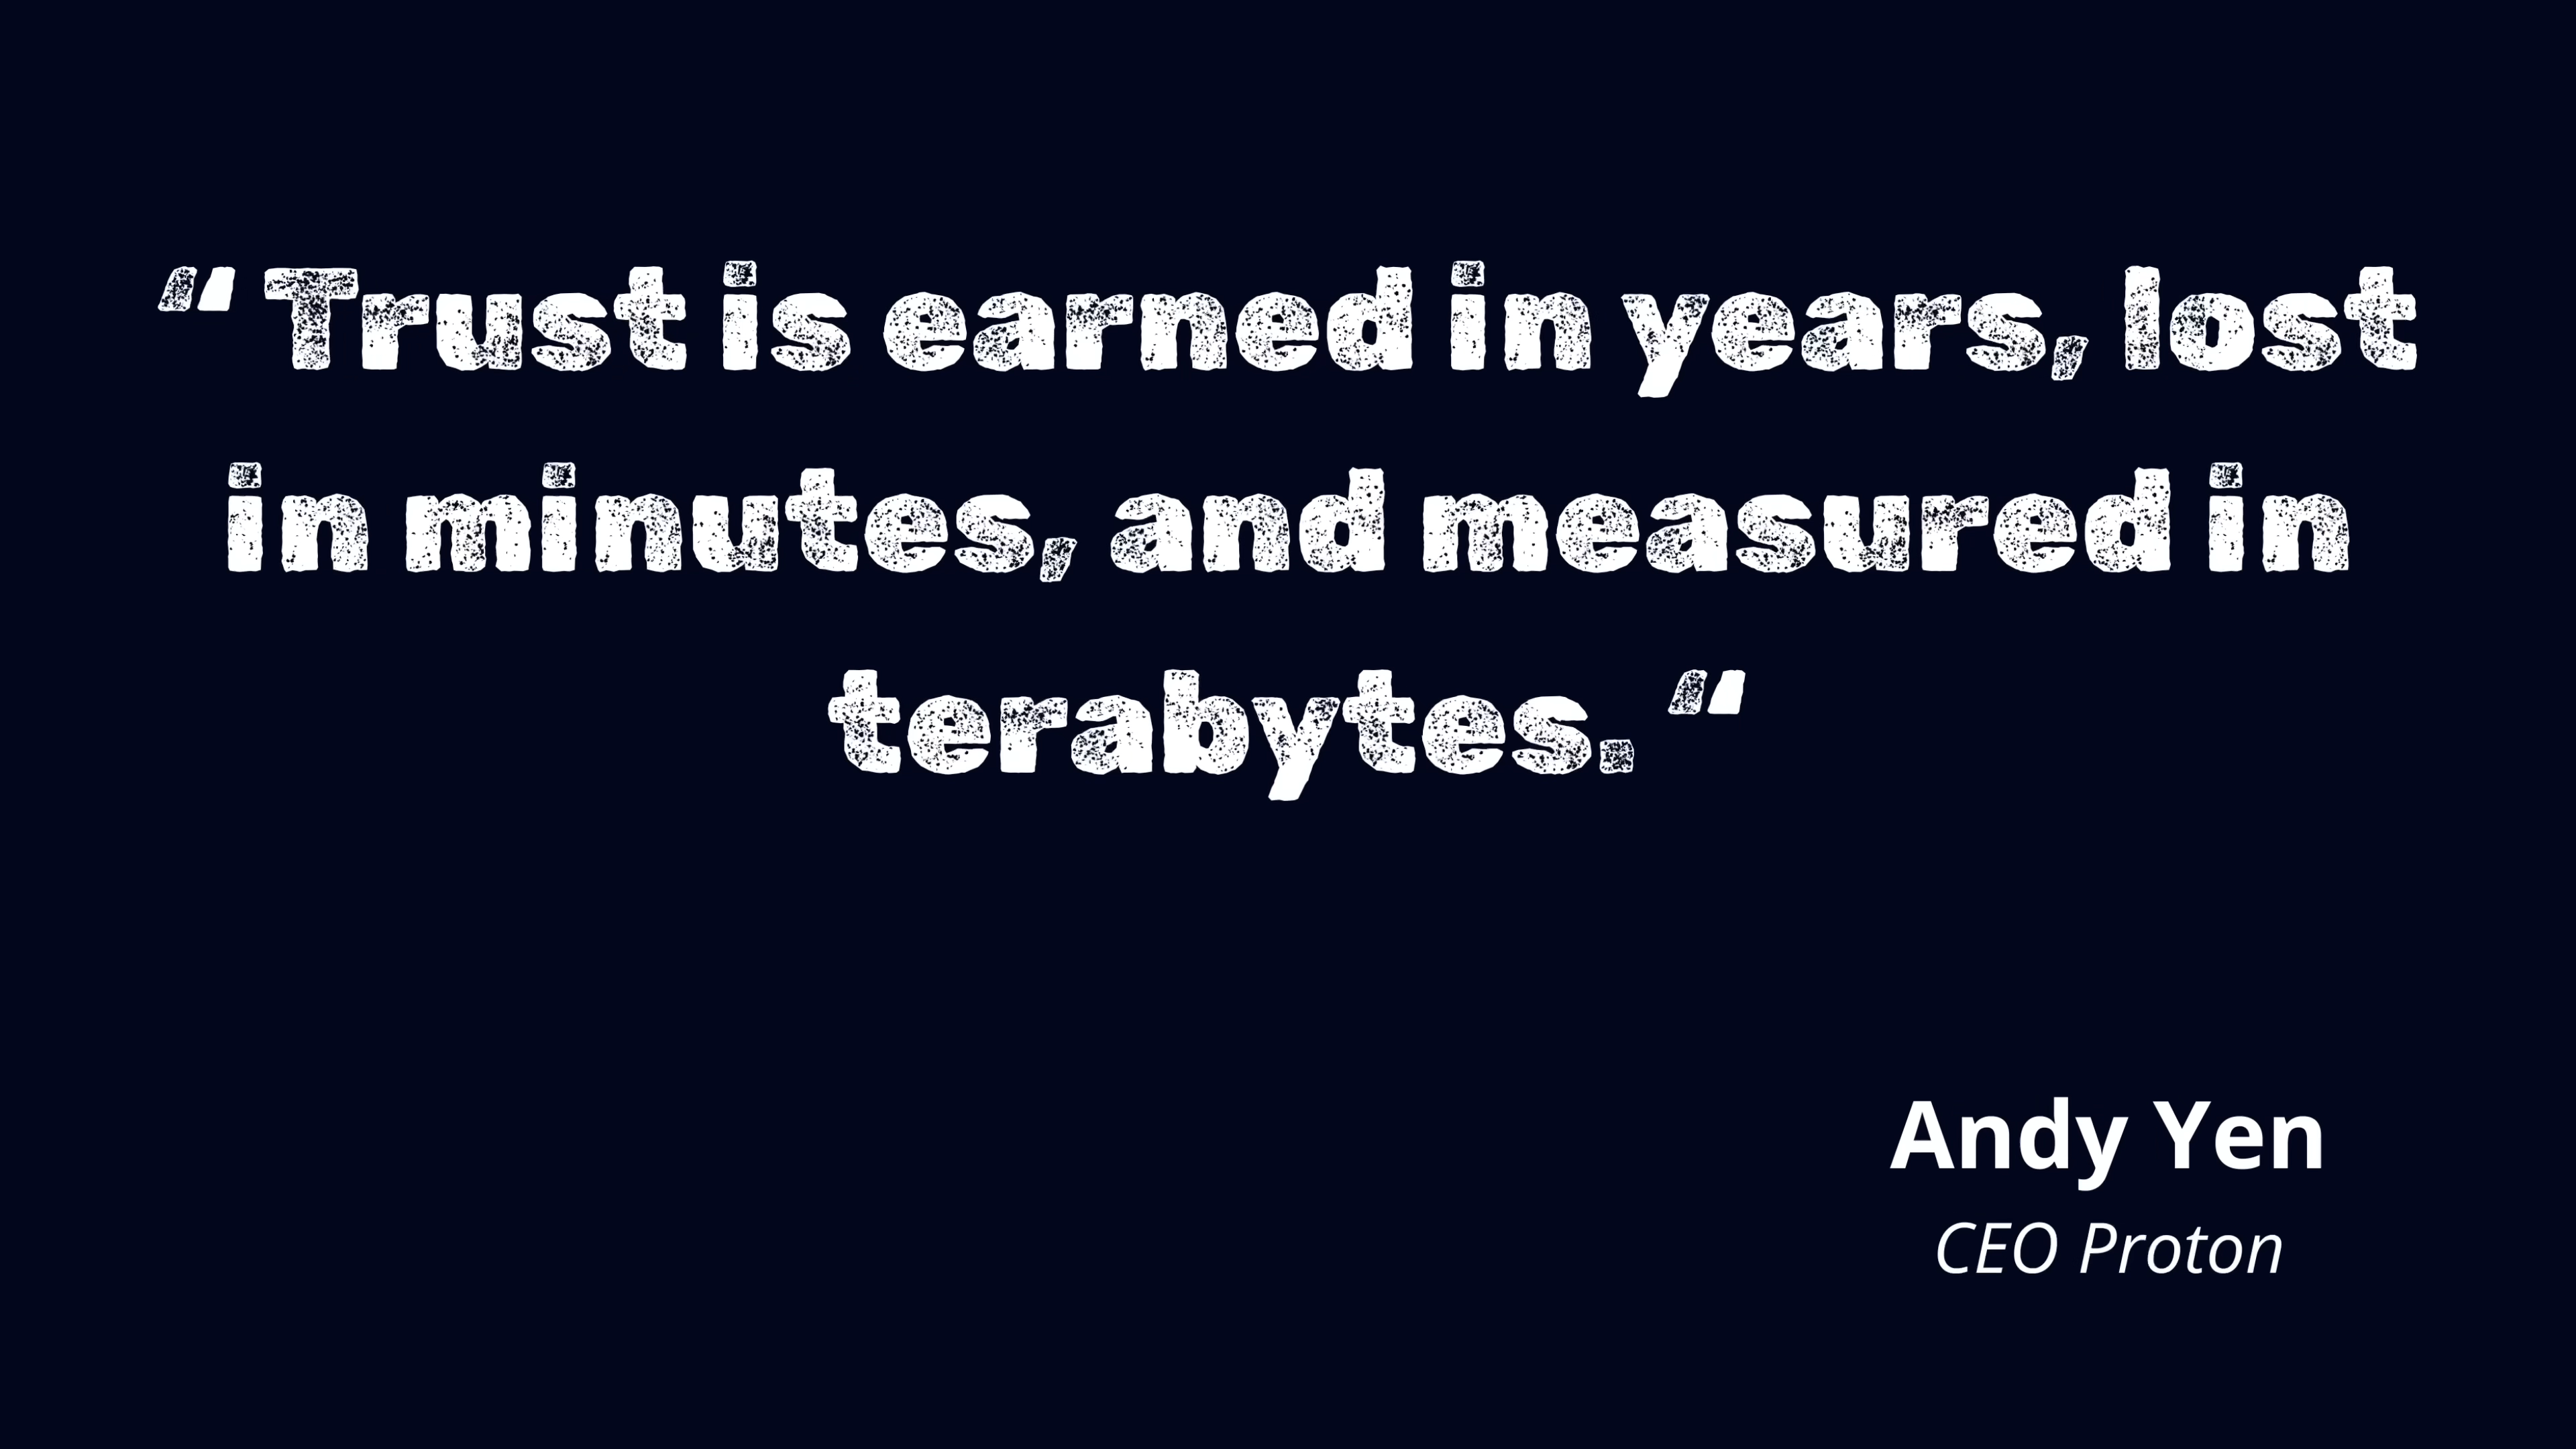 “ Trust is earned in years, lost
in minutes, and measured in
terabytes. “
Andy Yen
CEO Proton